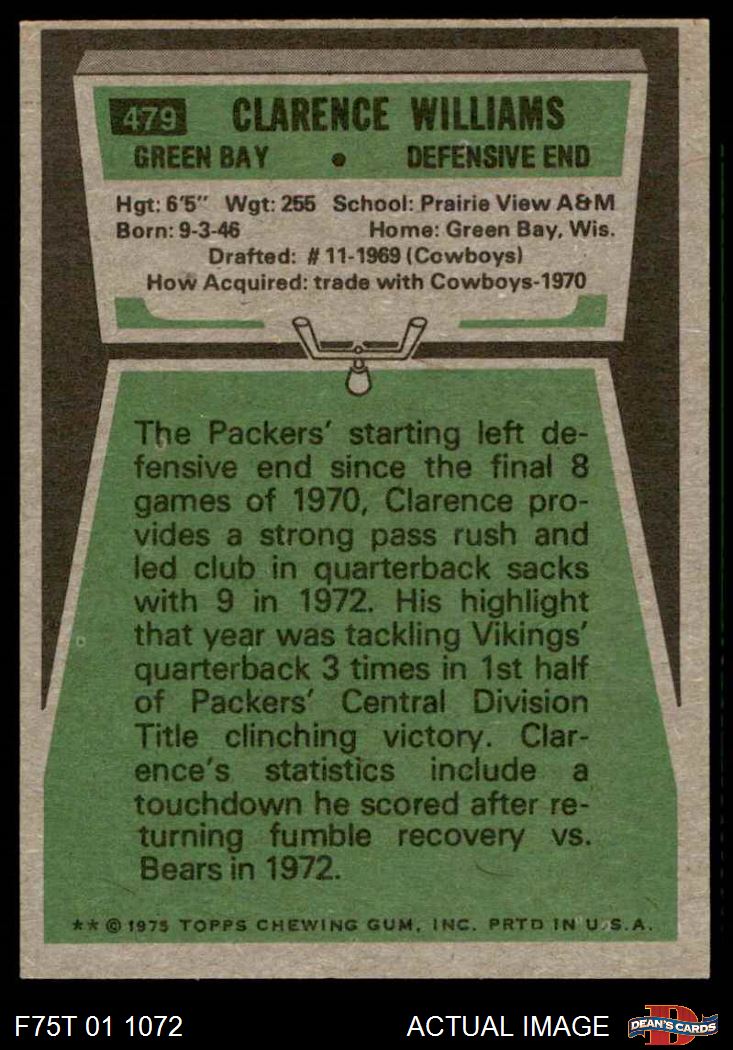 479 CLARENCE WILLIAMS
GREEN BAY • DEFENSIVE END
Hgt: 6'5" Wgt: 255 School: Prairie View A&M
Born: 9-3-46 Home: Green Bay, Wis.
Drafted: #11-1969 (Cowboys)
How Acquired: trade with Cowboys-1970
The Packers' starting left de-
fensive end since the final 8
games of 1970, Clarence pro-
vides a strong pass rush and
led club in quarterback sacks
with 9 in 1972. His highlight
that year was tackling Vikings'
quarterback 3 times in 1st half
of Packers' Central Division
Title clinching victory. Clar-
ence's statistics include a
touchdown he scored after re-
turning fumble recovery vs.
Bears in 1972.
** © 1975 TOPPS CHEWING GUM, INC. PRTD IN U.S.A.
F75T 01 1072 ACTUAL IMAGE D DEAN'S CARDS